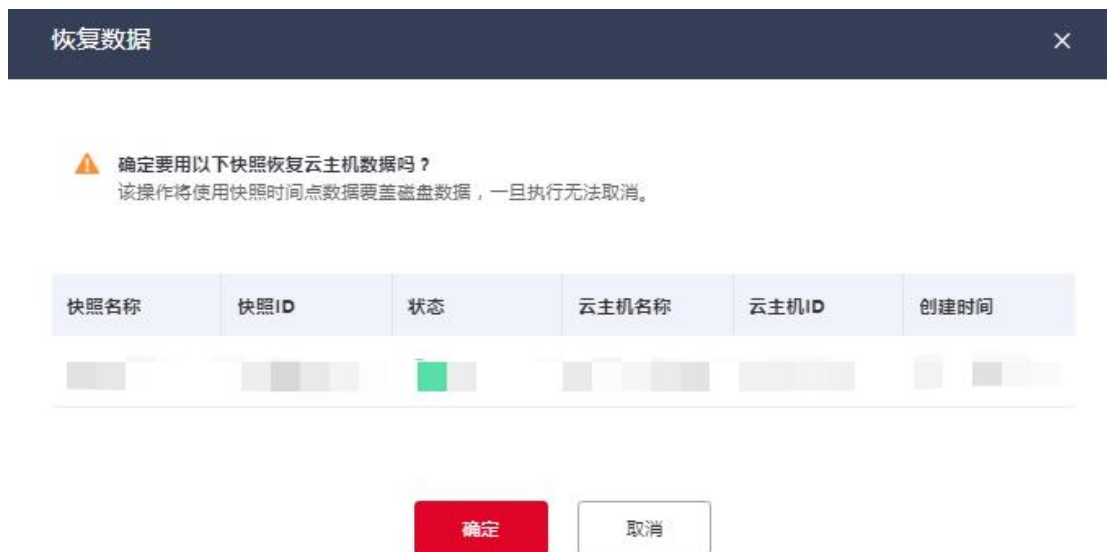 恢复数据
确定要用以下快照恢复云主机数据吗？
该操作将使用快照时间点数据覆盖磁盘数据，一旦执行无法取消。
快照名称 快照ID 状态 云主机名称 云主机ID 创建时间
确定 取消